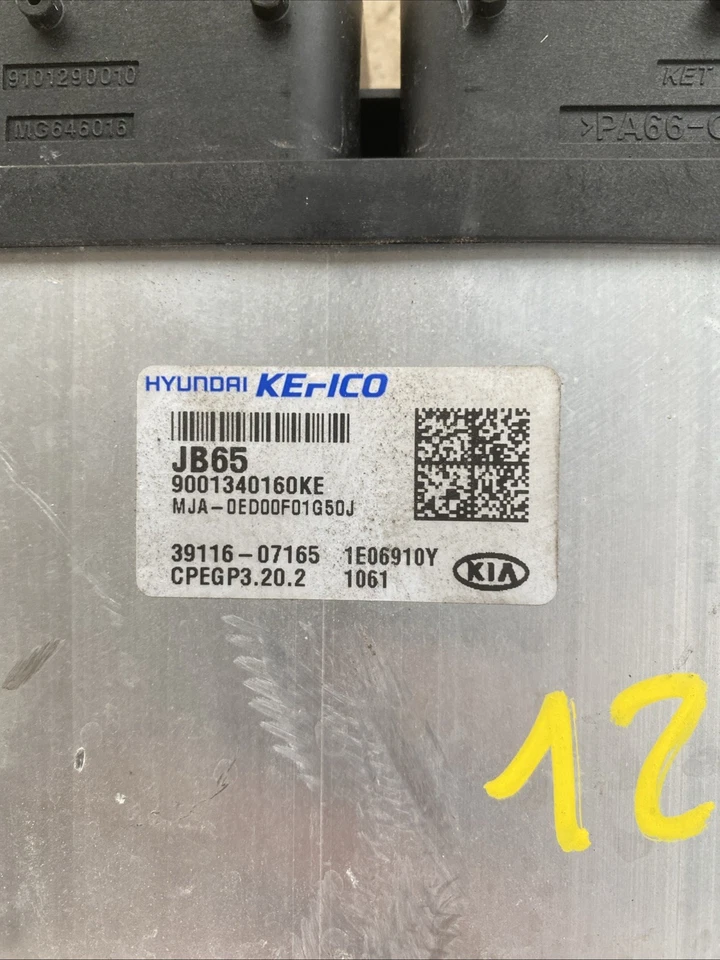 9101290010
MG646016
KET
>PA66-G
HYUNDAI KEFICO
JB65
9001340160KE
MJA-0ED00F01G50J
39116-07165 1E06910Y
CPEGP3.20.2 1061
KIA
12